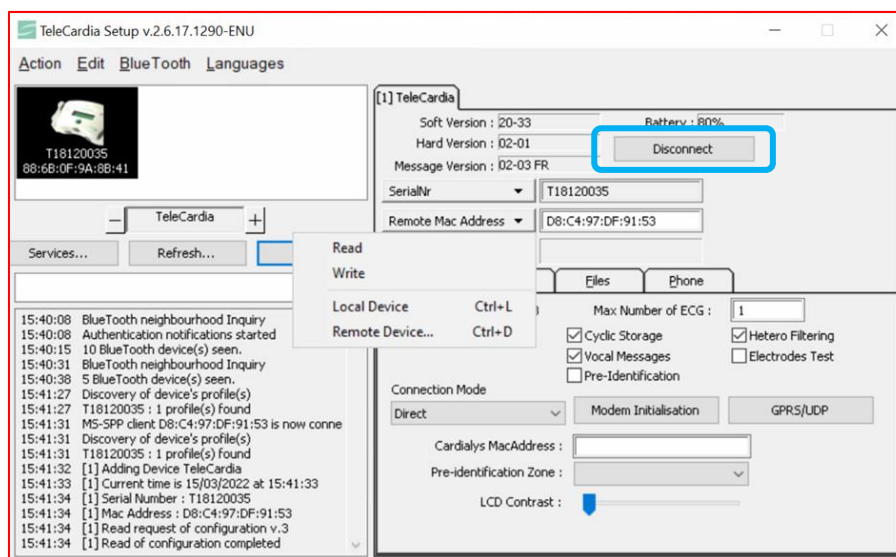 TeleCardia Setup v.2.6.17.1290-ENU
Action Edit BlueTooth Languages
T18120035
88:6B:0F:9A:8B:41
TeleCardia
Services... Refresh...
15:40:08 BlueTooth neighbourhood Inquiry
15:40:08 Authentication notifications started
15:40:15 10 BlueTooth device(s) seen.
15:40:31 BlueTooth neighbourhood Inquiry
15:40:38 5 BlueTooth device(s) seen.
15:41:27 Discovery of device's profile(s)
15:41:27 T18120035 : 1 profile(s) found
15:41:31 MS-SPP client D8:C4:97:DF:91:53 is now conne
15:41:31 Discovery of device's profile(s)
15:41:31 T18120035 : 1 profile(s) found
15:41:32 [1] Adding Device TeleCardia
15:41:33 [1] Current time is 15/03/2022 at 15:41:33
15:41:34 [1] Serial Number : T18120035
15:41:34 [1] Mac Address : D8:C4:97:DF:91:53
15:41:34 [1] Read request of configuration v.3
15:41:34 [1] Read of configuration completed
[1] TeleCardia
Soft Version : 20-33 Battery : 80%
Hard Version : 02-01 Disconnect
Message Version : 02-03 FR
SerialNr T18120035
Remote Mac Address D8:C4:97:DF:91:53
Read
Write
Local Device Ctrl+L
Remote Device... Ctrl+D
Files Phone
Max Number of ECG : 1
Cyclic Storage Hetero Filtering
Vocal Messages Electrodes Test
Pre-Identification
Connection Mode
Direct Modem Initialisation GPRS/UDP
Cardialys MacAddress :
Pre-identification Zone :
LCD Contrast :